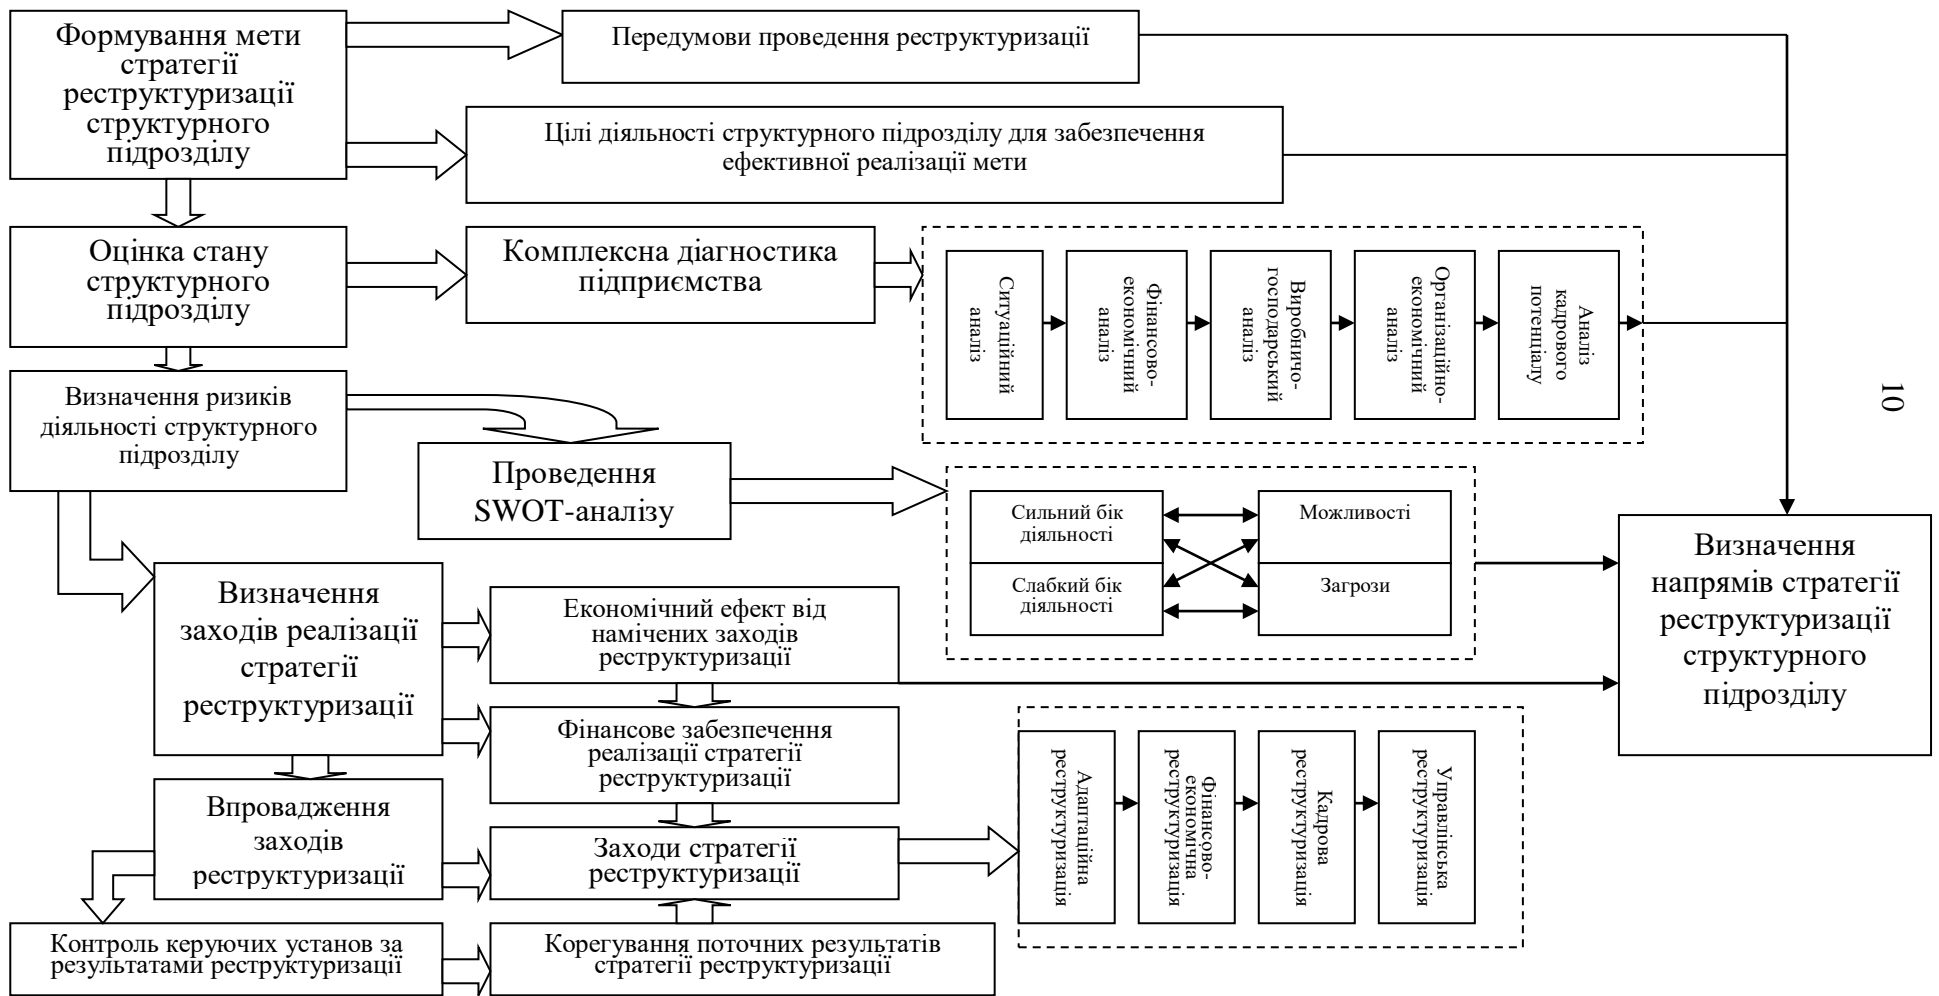 Формування мети
стратегії
реструктуризації
структурного
підрозділу
Передумови проведення реструктуризації
Цілі діяльності структурного підрозділу для забезпечення
ефективної реалізації мети
Оцінка стану
структурного
підрозділу
Комплексна діагностика
підприємства
Ситуаційний
аналіз
Фінансово-
економічний
аналіз
Виробничо-
господарський
аналіз
Організаційно-
економічний
аналіз
Аналіз
кадрового
потенціалу
10
Визначення ризиків
діяльності структурного
підрозділу
Проведення
SWOT-аналізу
Сильний бік
діяльності
Можливості
Слабкий бік
діяльності
Загрози
Визначення
напрямів стратегії
реструктуризації
структурного
підрозділу
Визначення
заходів реалізації
стратегії
реструктуризації
Економічний ефект від
намічених заходів
реструктуризації
Фінансове забезпечення
реалізації стратегії
реструктуризації
Впровадження
заходів
реструктуризації
Заходи стратегії
реструктуризації
Адаптаційна
реструктуризація
Фінансово-
економічна
реструктуризація
Кадрова
реструктуризація
Управлінська
реструктуризація
Контроль керуючих установ за
результатами реструктуризації
Корегування поточних результатів
стратегії реструктуризації